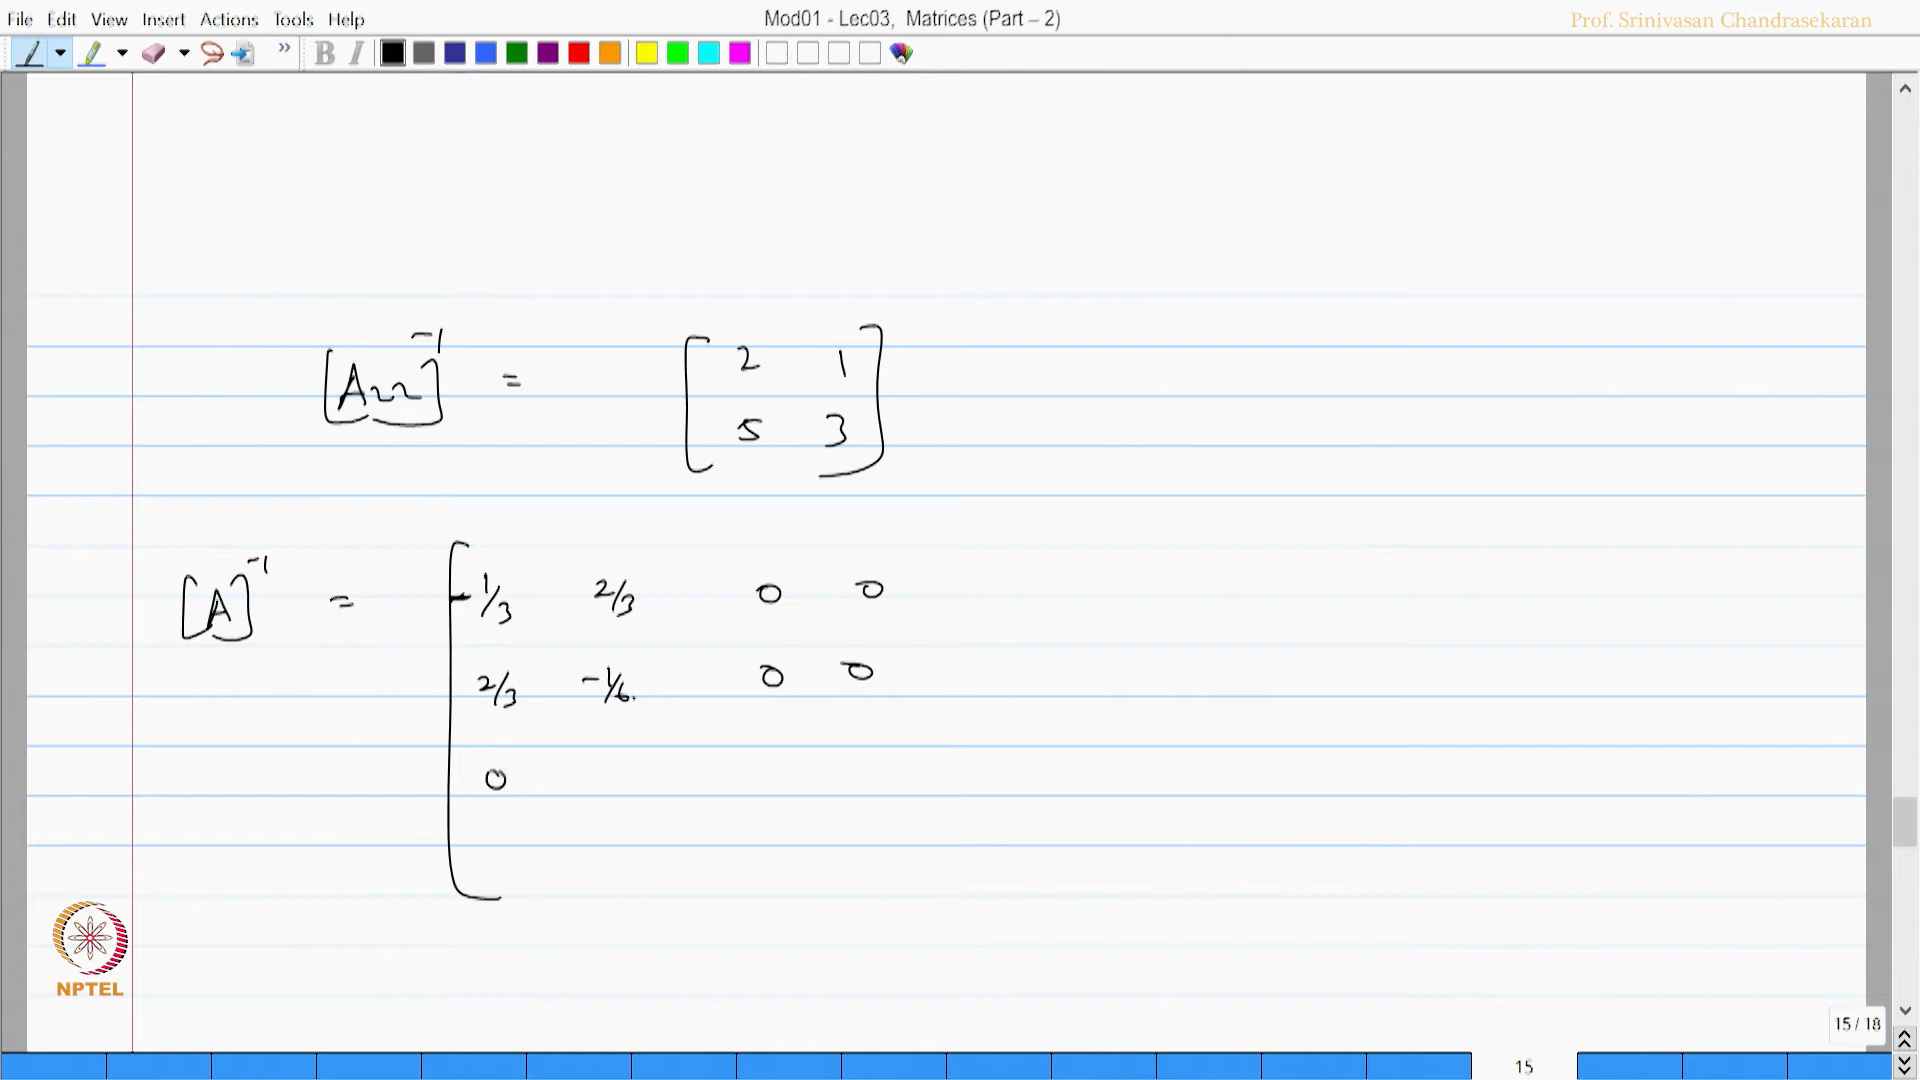 File Edit View Insert Actions Tools Help
Mod01 - Lec03, Matrices (Part – 2)
Prof. Srinivasan Chandrasekaran
B I
[A22]⁻¹ = [2 1
5 3]
[A]⁻¹ = [-1/3 2/3 0 0
2/3 -1/6 0 0
0
NPTEL
15 / 18
15